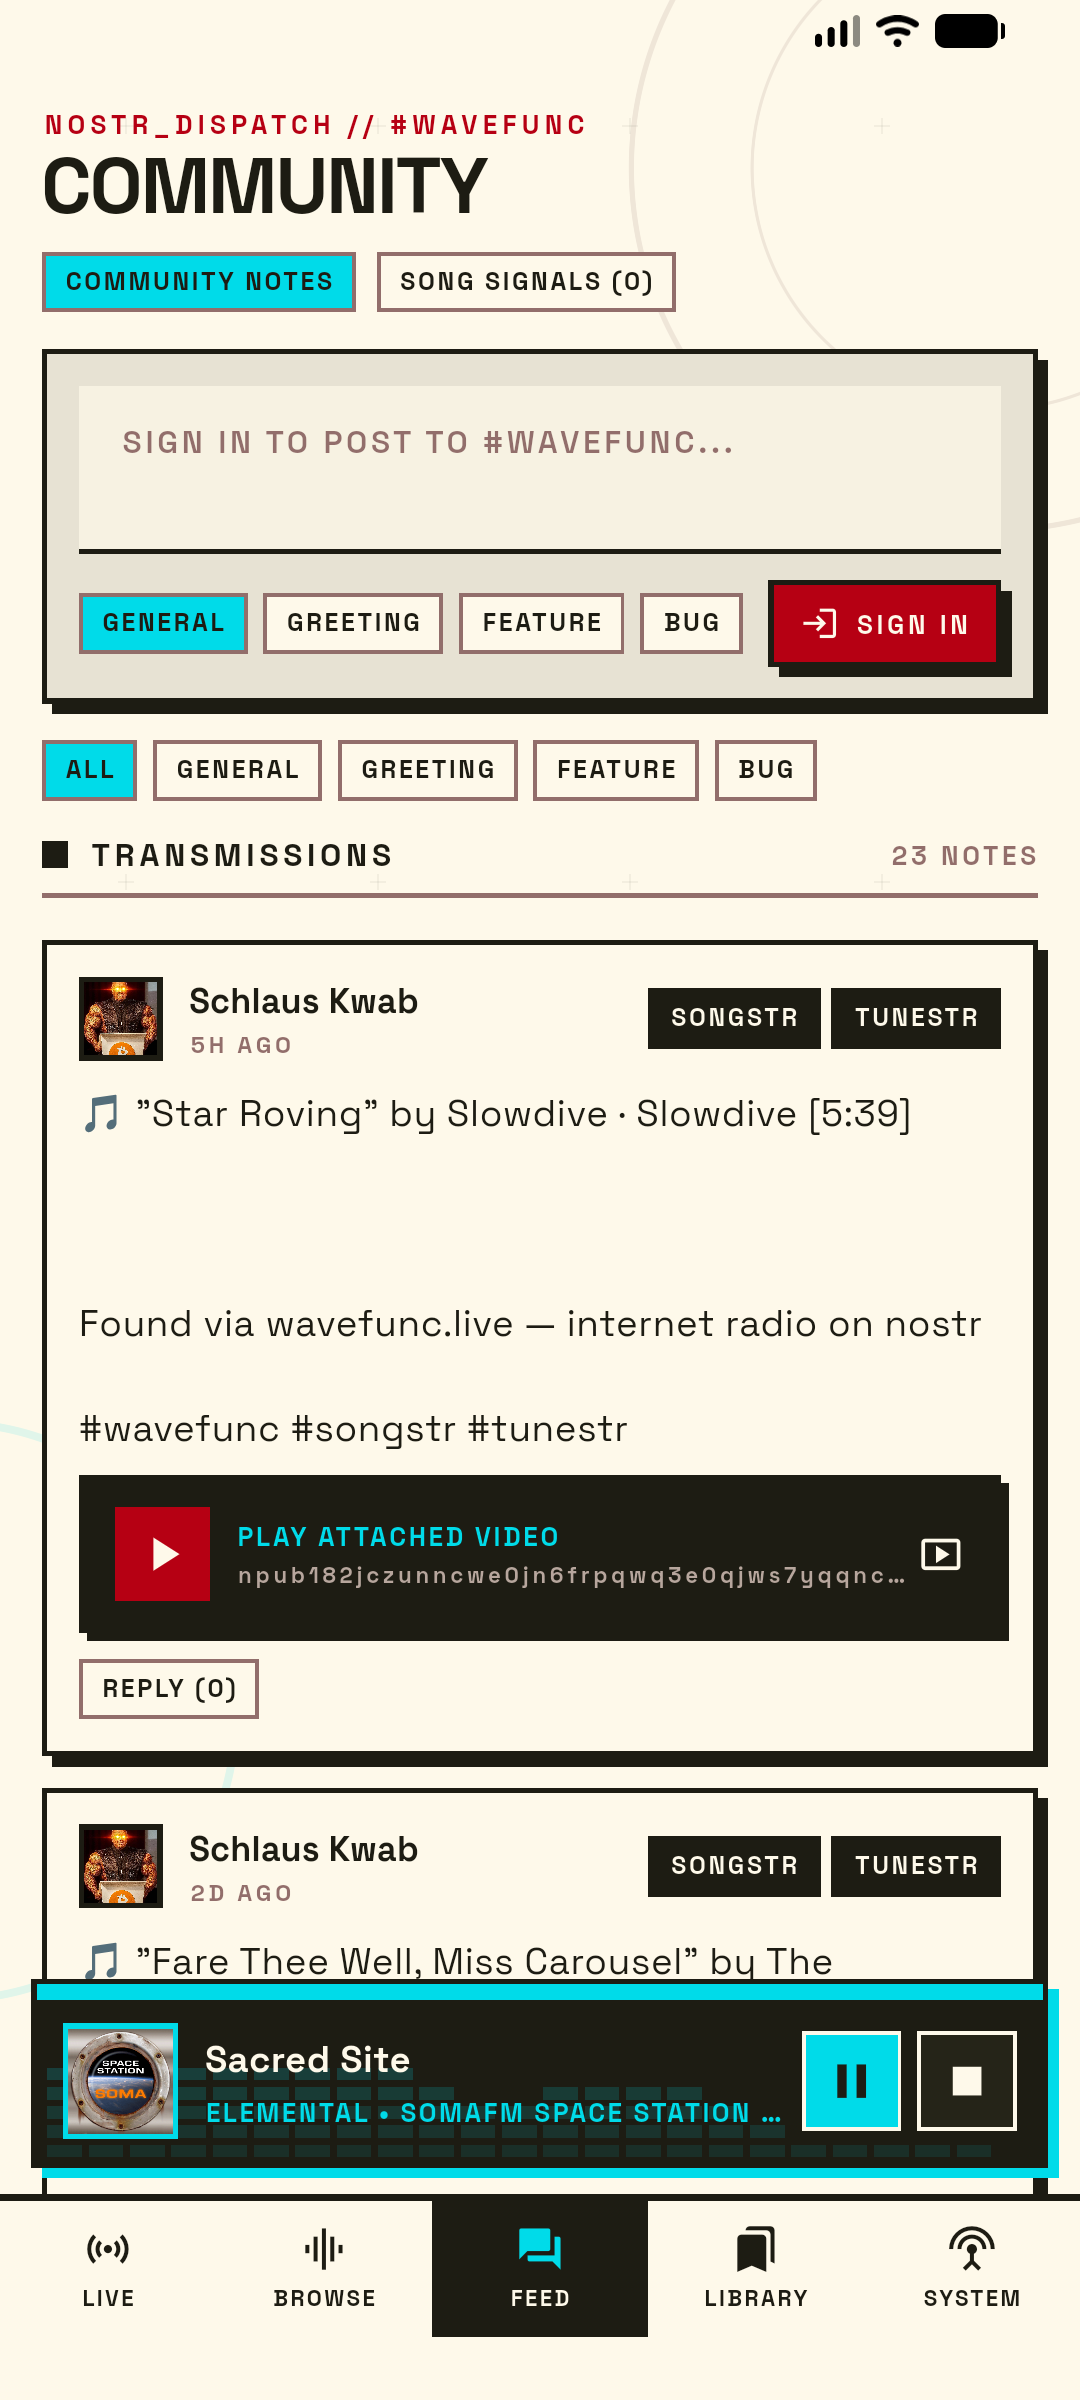 NOSTR_DISPATCH // #WAVEFUNC
COMMUNITY
COMMUNITY NOTES
SONG SIGNALS (0)
SIGN IN TO POST TO #WAVEFUNC...
GENERAL
GREETING
FEATURE
BUG
SIGN IN
ALL
GENERAL
GREETING
FEATURE
BUG
TRANSMISSIONS
23 NOTES
Schlaus Kwab
5H AGO
SONGSTR
TUNESTR
🎵 "Star Roving" by Slowdive · Slowdive [5:39]
Found via wavefunc.live — internet radio on nostr
#wavefunc #songstr #tunestr
PLAY ATTACHED VIDEO
npub182jczunncwe0jn6frpqwq3e0qjws7yqqnc…
REPLY (0)
Schlaus Kwab
2D AGO
SONGSTR
TUNESTR
🎵 "Fare Thee Well, Miss Carousel" by The
SPACE
STATION
SOMA
Sacred Site
ELEMENTAL • SOMAFM SPACE STATION …
LIVE
BROWSE
FEED
LIBRARY
SYSTEM